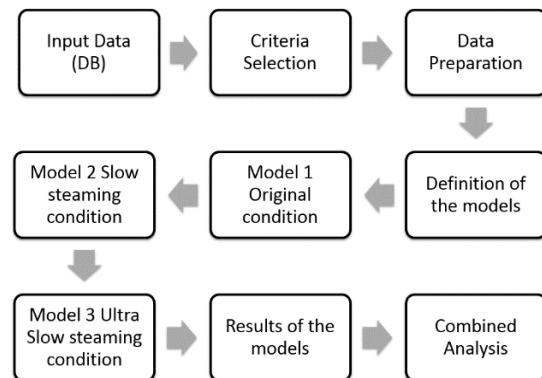 Input Data
(DB)
Criteria
Selection
Data
Preparation
Definition of
the models
Model 1
Original
condition
Model 2 Slow
steaming
condition
Model 3 Ultra
Slow steaming
condition
Results of the
models
Combined
Analysis